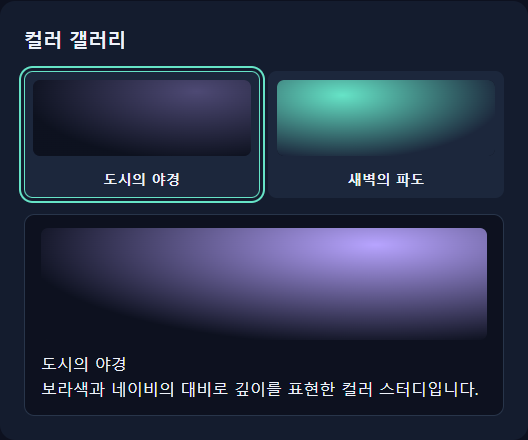 컬러 갤러리
도시의 야경
새벽의 파도
도시의 야경
보라색과 네이비의 대비로 깊이를 표현한 컬러 스터디입니다.